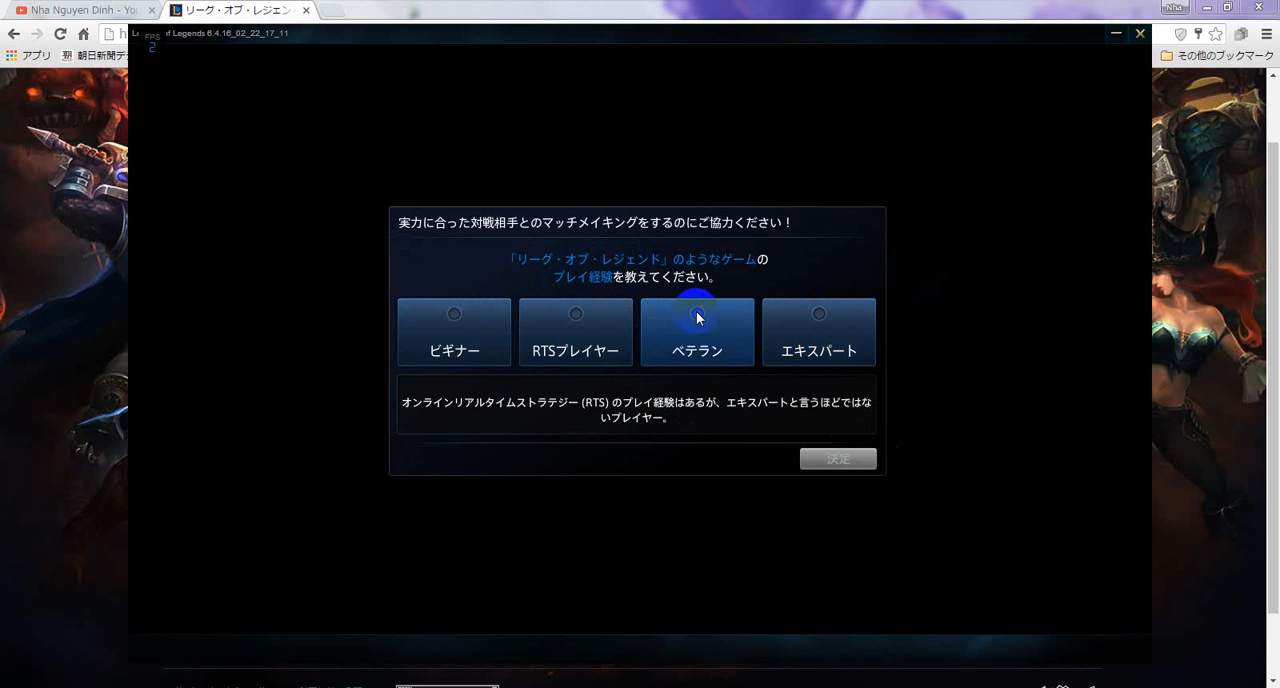 Nha Nguyen Dinh - You
リーグ・オブ・レジェン
Nha
アプリ
朝日新聞デ
その他のブックマーク
of Legends 6.4.16_02_22_17_11
FPS
2
実力に合った対戦相手とのマッチメイキングをするのにご協力ください！
「リーグ・オブ・レジェンド」のようなゲームの
プレイ経験を教えてください。
ビギナー
RTSプレイヤー
ベテラン
エキスパート
オンラインリアルタイムストラテジー (RTS) のプレイ経験はあるが、エキスパートと言うほどではな
いプレイヤー。
決定